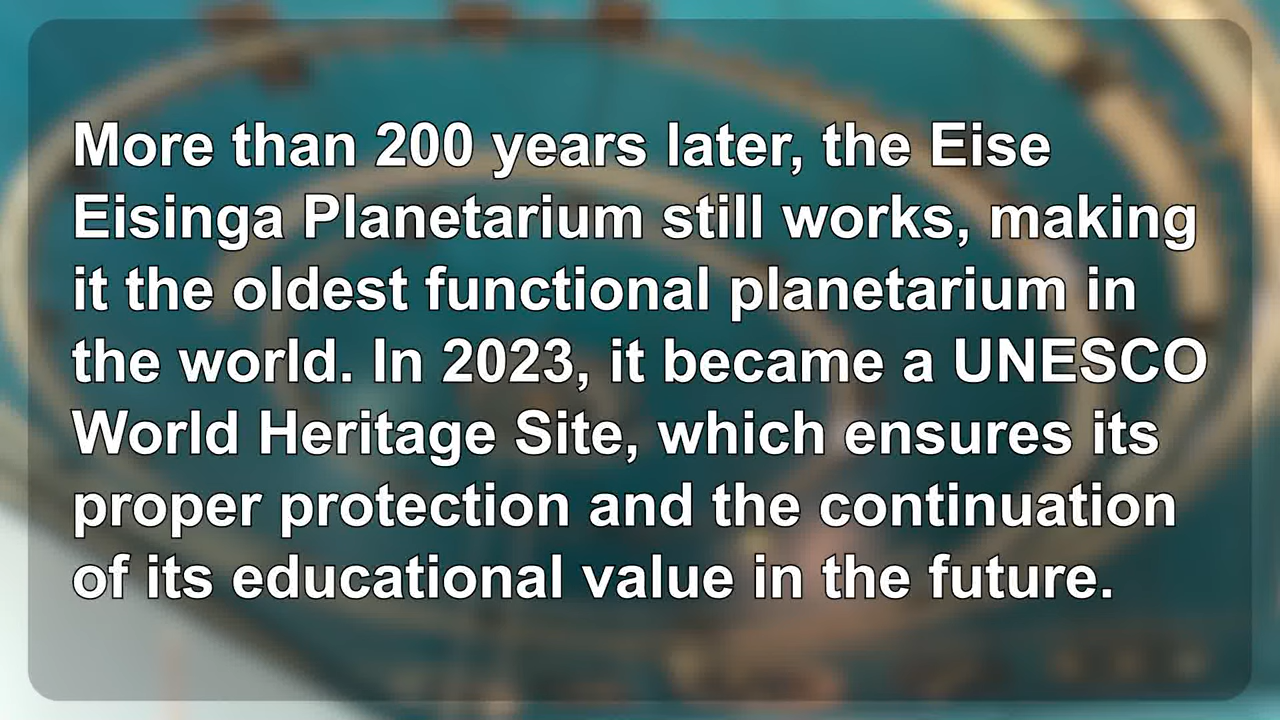 More than 200 years later, the Eise
Eisinga Planetarium still works, making
it the oldest functional planetarium in
the world. In 2023, it became a UNESCO
World Heritage Site, which ensures its
proper protection and the continuation
of its educational value in the future.